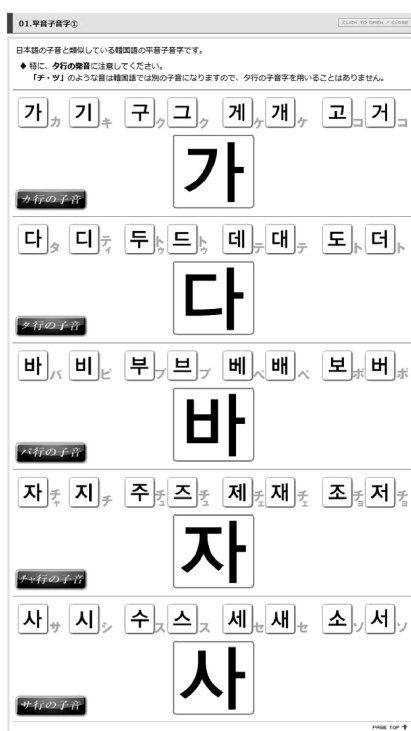 01.平音子音字①
CLICK TO OPEN / CLOSE
日本語の子音と類似している韓国語の平音子音字です。
◆ 特に、タ行の発音に注意してください。
「チ・ツ」のような音は韓国語では別の子音になりますので、タ行の子音字を用いることはありません。
가カ 기キ 구ク 그ク 게ケ 개ケ 고コ 거コ
가
カ行の子音
다タ 디ティ 두トゥ 드トゥ 데テ 대テ 도ト 더ト
다
タ行の子音
바パ 비ピ 부プ 브プ 베ペ 배ペ 보ポ 버ポ
바
パ行の子音
자チャ 지チ 주チュ 즈チュ 제チェ 재チェ 조チョ 저チョ
자
チャ行の子音
사サ 시シ 수ス 스ス 세セ 새セ 소ソ 서ソ
사
サ行の子音
PAGE TOP ↑